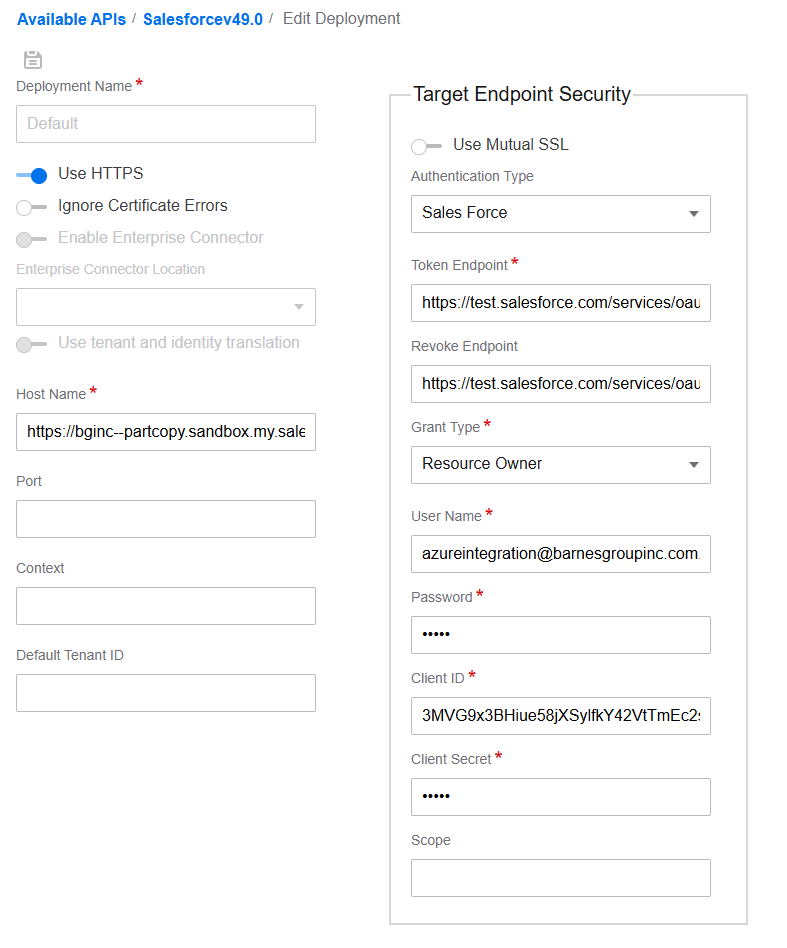 Available APIs / Salesforcev49.0 / Edit Deployment
Deployment Name *
Default
Use HTTPS
Ignore Certificate Errors
Enable Enterprise Connector
Enterprise Connector Location
Use tenant and identity translation
Host Name *
https://bginc--partcopy.sandbox.my.sale
Port
Context
Default Tenant ID
Target Endpoint Security
Use Mutual SSL
Authentication Type
Sales Force
Token Endpoint *
https://test.salesforce.com/services/oau
Revoke Endpoint
https://test.salesforce.com/services/oau
Grant Type *
Resource Owner
User Name *
azureintegration@barnesgroupinc.com.
Password *
•••••
Client ID *
3MVG9x3BHiue58jXSylfkY42VtTmEc2s
Client Secret *
•••••
Scope